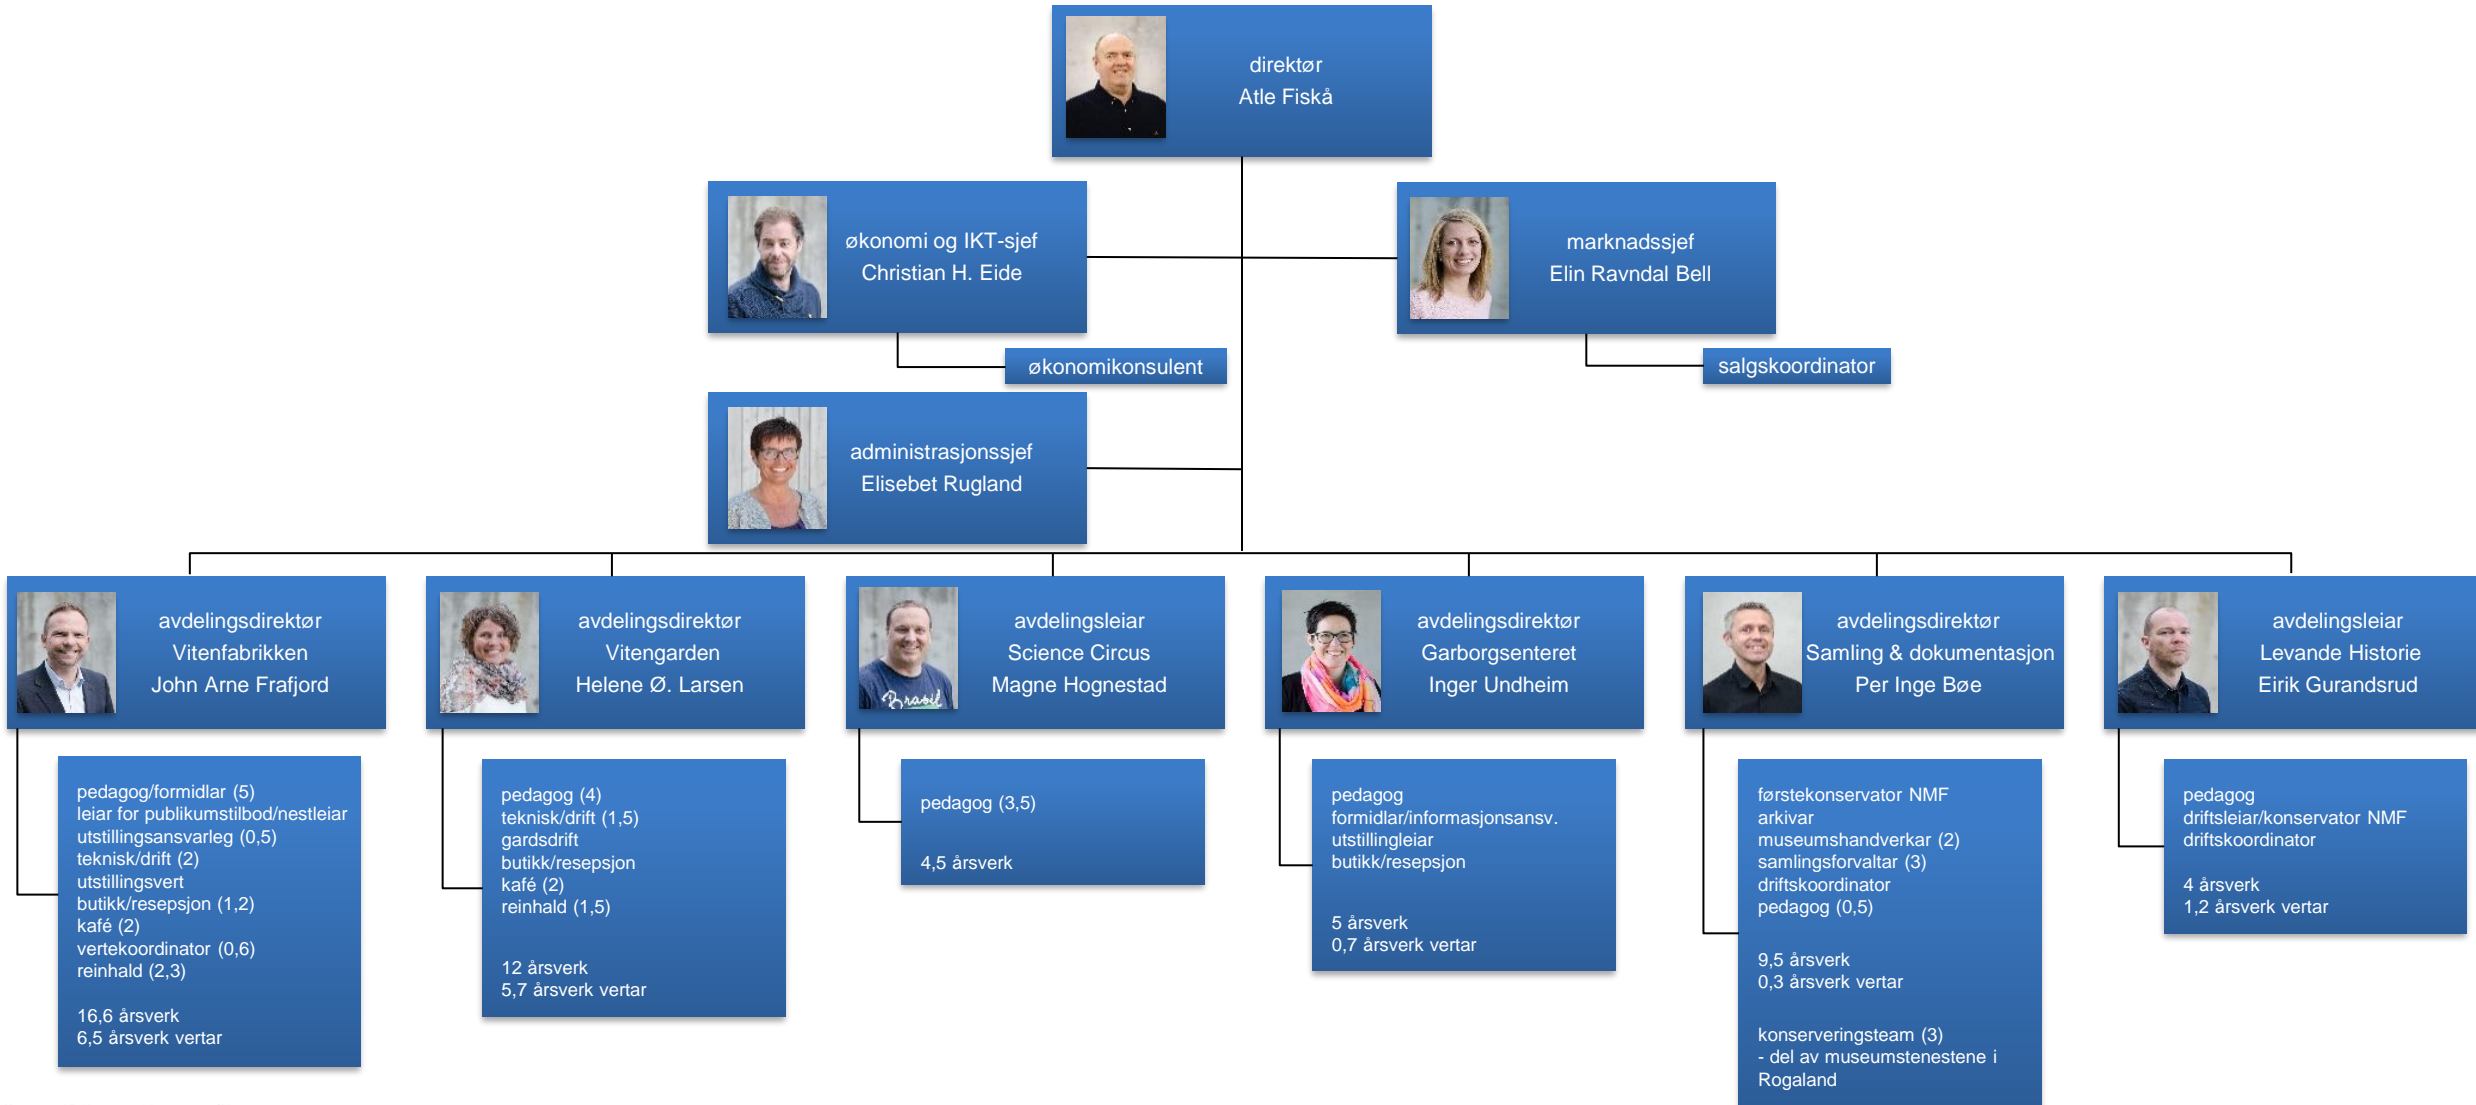 direktør
Atle Fiskå
økonomi og IKT-sjef
Christian H. Eide
marknadssjef
Elin Ravndal Bell
økonomikonsulent
salgskoordinator
administrasjonssjef
Elisebet Rugland
avdelingsdirektør
Vitenfabrikken
John Arne Frafjord
avdelingsdirektør
Vitengarden
Helene Ø. Larsen
avdelingsleiar
Science Circus
Magne Hognestad
avdelingsdirektør
Garborgsenteret
Inger Undheim
avdelingsdirektør
Samling & dokumentasjon
Per Inge Bøe
avdelingsleiar
Levande Historie
Eirik Gurandsrud
pedagog/formidlar (5)
leiar for publikumstilbod/nestleiar
utstillingsansvarleg (0,5)
teknisk/drift (2)
utstillingsvert
butikk/resepsjon (1,2)
kafé (2)
vertekoordinator (0,6)
reinhald (2,3)
16,6 årsverk
6,5 årsverk vertar
pedagog (4)
teknisk/drift (1,5)
gardsdrift
butikk/resepsjon
kafé (2)
reinhald (1,5)
12 årsverk
5,7 årsverk vertar
pedagog (3,5)
4,5 årsverk
pedagog
formidlar/informasjonsansv.
utstillingleiar
butikk/resepsjon
5 årsverk
0,7 årsverk vertar
førstekonservator NMF
arkivar
museumshandverkar (2)
samlingsforvaltar (3)
driftskoordinator
pedagog (0,5)
9,5 årsverk
0,3 årsverk vertar
konserveringsteam (3)
- del av museumstenestene i
Rogaland
pedagog
driftsleiar/konservator NMF
driftskoordinator
4 årsverk
1,2 årsverk vertar
Brasil